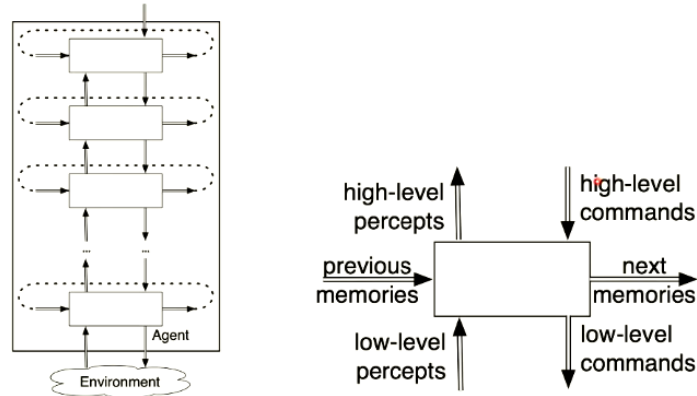 ...
...
Agent
Environment
high-level
percepts
high-level
commands
previous
memories
next
memories
low-level
percepts
low-level
commands